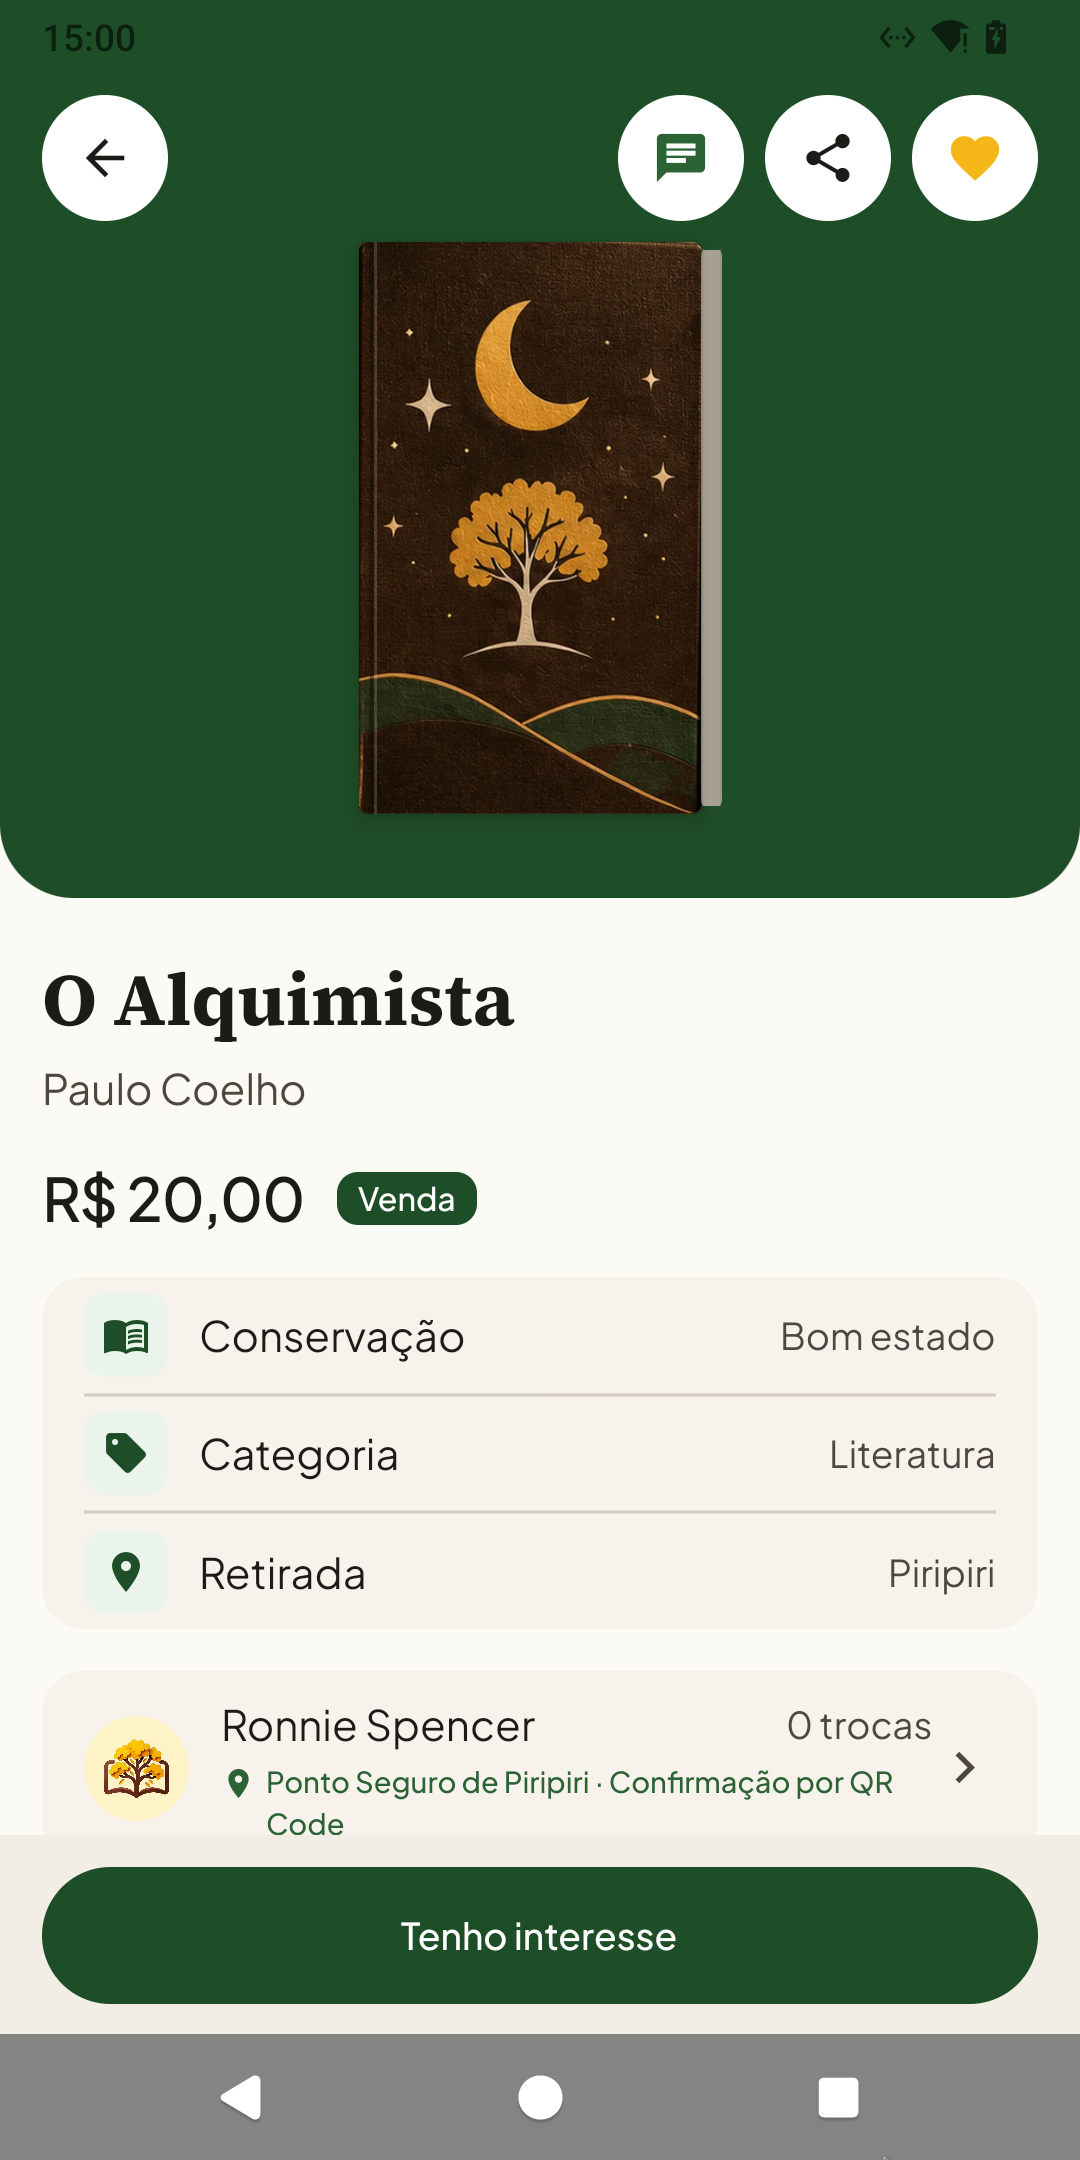 15:00
O Alquimista
Paulo Coelho
R$ 20,00
Venda
Conservação
Bom estado
Categoria
Literatura
Retirada
Piripiri
Ronnie Spencer
0 trocas
Ponto Seguro de Piripiri · Confirmação por QR
Code
Tenho interesse